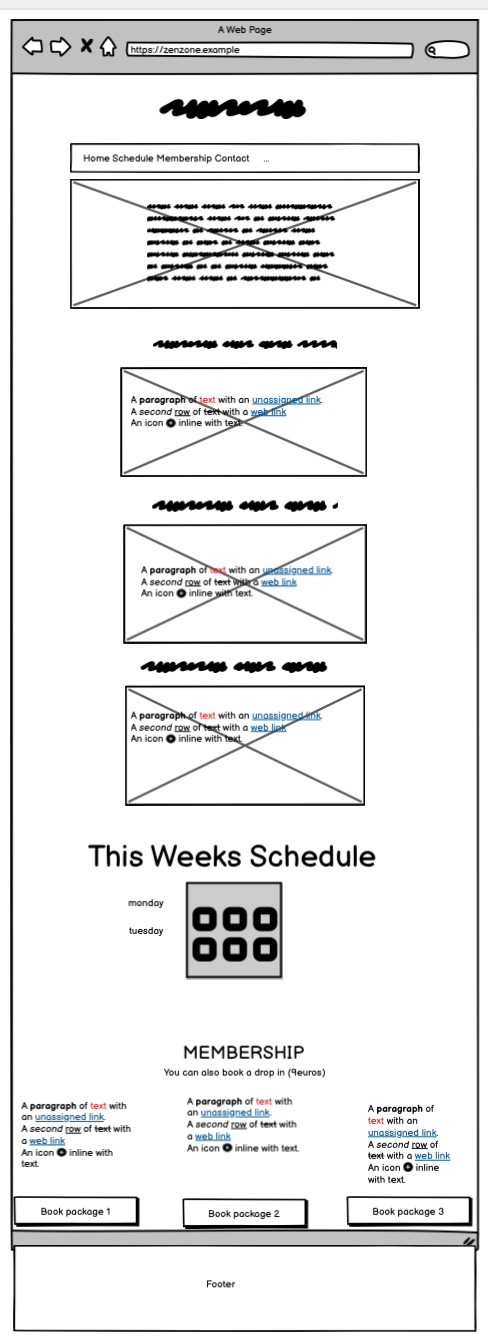 A Web Page
https://zenzone.example
Home Schedule Membership Contact ...
A paragraph of text with an unassigned link.
A second row of text with a web link
An icon inline with text.
A paragraph of text with an unassigned link.
A second row of text with a web link
An icon inline with text.
A paragraph of text with an unassigned link.
A second row of text with a web link
An icon inline with text.
This Weeks Schedule
monday
tuesday
MEMBERSHIP
You can also book a drop in (9euros)
A paragraph of text with
an unassigned link.
A second row of text with
a web link
An icon inline with
text.
A paragraph of text with
an unassigned link.
A second row of text with
a web link
An icon inline with text.
A paragraph of
text with an
unassigned link.
A second row of
text with a web link
An icon inline
with text.
Book package 1
Book package 2
Book package 3
Footer